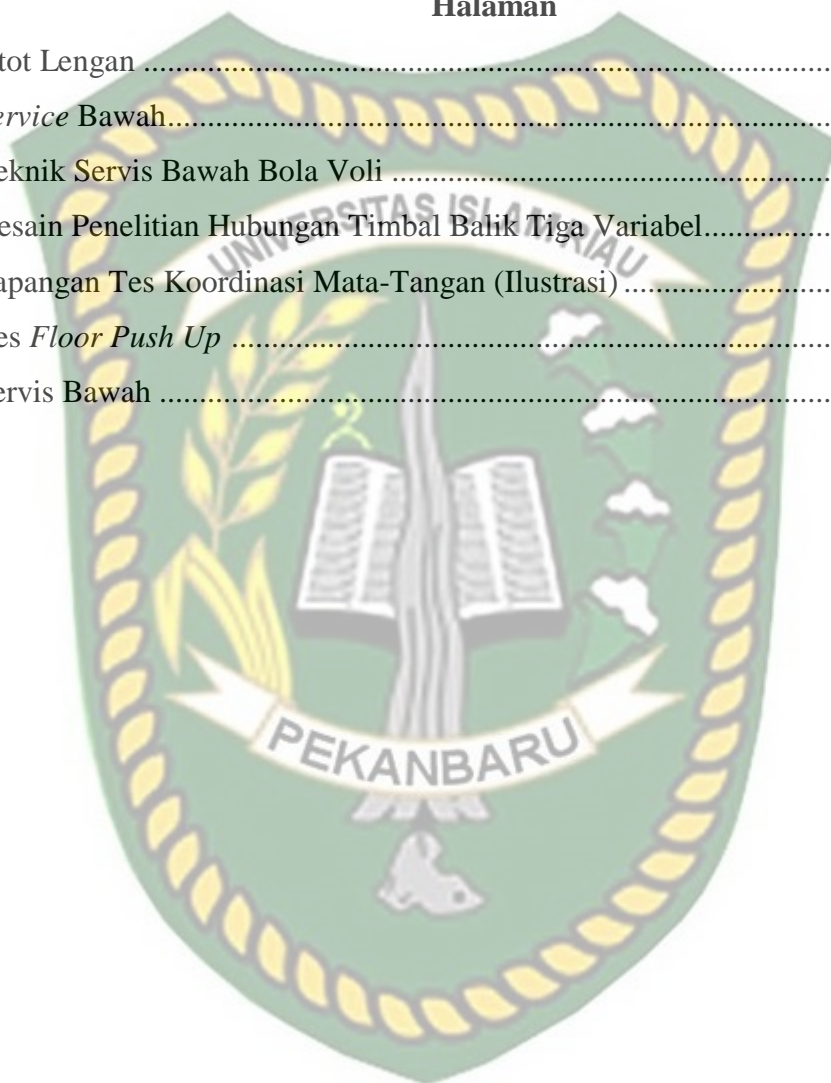 Halaman
tot Lengan ................................................................................
ervice Bawah................................................................................
eknik Servis Bawah Bola Voli ................................................................
esain Penelitian Hubungan Timbal Balik Tiga Variabel................
apangan Tes Koordinasi Mata-Tangan (Ilustrasi) ..........................
es Floor Push Up ................................................................................
ervis Bawah ................................................................................
UNIVERSITAS ISLAM RIAU
PEKANBARU